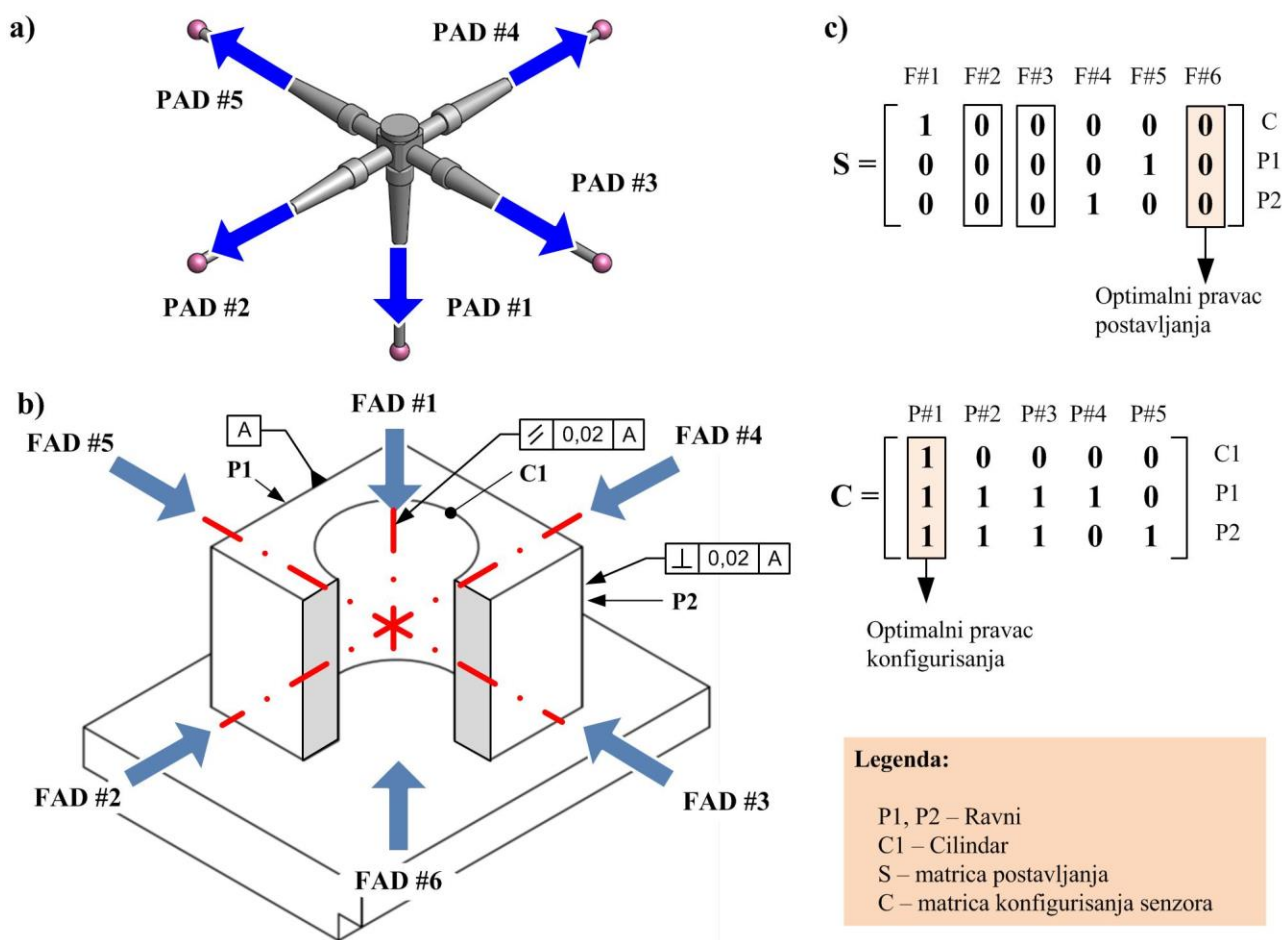 a)
PAD #4
PAD #5
PAD #3
PAD #2
PAD #1
b)
FAD #1
FAD #5
A
P1
⫽ 0,02 A
FAD #4
C1
⊥ 0,02 A
P2
FAD #2
FAD #3
FAD #6
c)
F#1 F#2 F#3 F#4 F#5 F#6
1 0 0 0 0 0 C
S = 0 0 0 0 1 0 P1
0 0 0 1 0 0 P2
Optimalni pravac
postavljanja
P#1 P#2 P#3 P#4 P#5
1 0 0 0 0 C1
C = 1 1 1 1 0 P1
1 1 1 0 1 P2
Optimalni pravac
konfigurisanja
Legenda:
P1, P2 – Ravni
C1 – Cilindar
S – matrica postavljanja
C – matrica konfigurisanja senzora